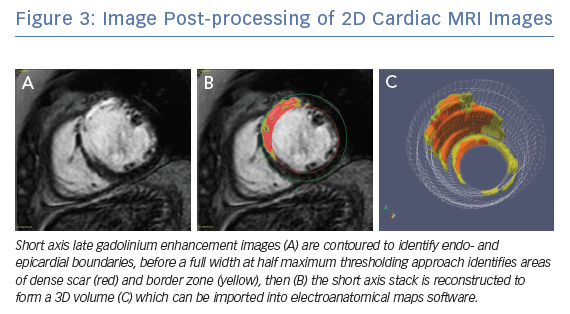 Figure 3: Image Post-processing of 2D Cardiac MRI Images
A
B
C
Short axis late gadolinium enhancement images (A) are contoured to identify endo- and
epicardial boundaries, before a full width at half maximum thresholding approach identifies areas
of dense scar (red) and border zone (yellow), then (B) the short axis stack is reconstructed to
form a 3D volume (C) which can be imported into electroanatomical maps software.